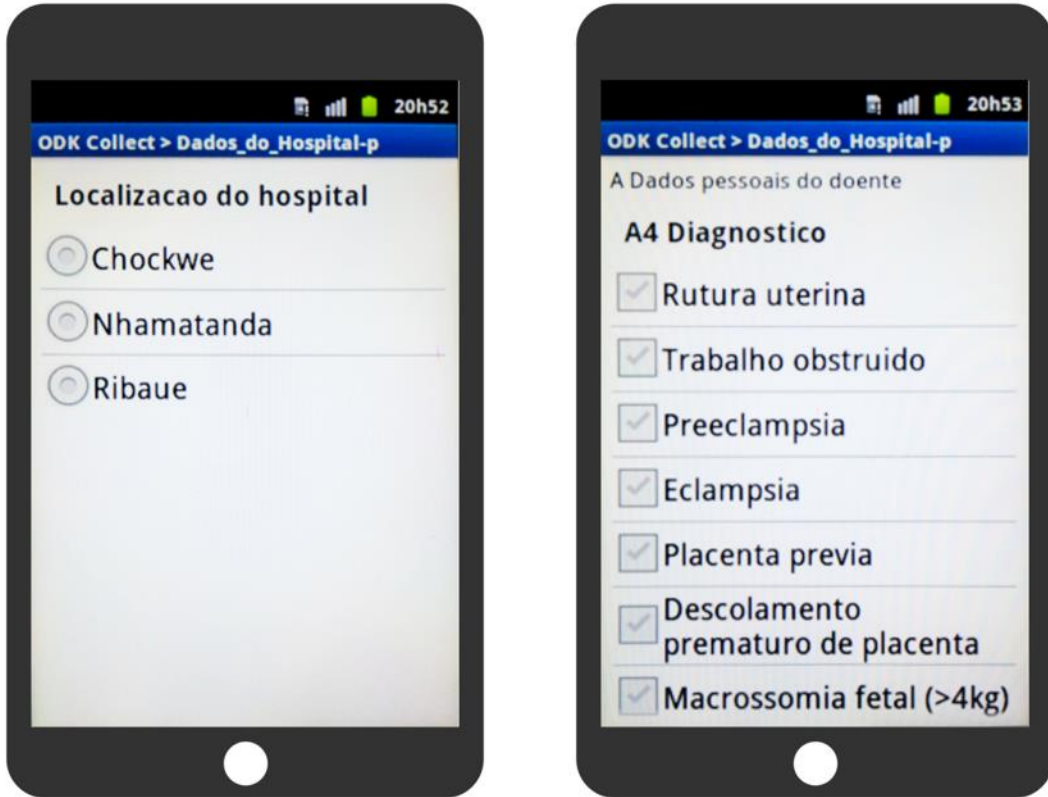 20h52
ODK Collect > Dados_do_Hospital-p
Localizacao do hospital
Chockwe
Nhamatanda
Ribaue
20h53
ODK Collect > Dados_do_Hospital-p
A Dados pessoais do doente
A4 Diagnostico
Rutura uterina
Trabalho obstruido
Preeclampsia
Eclampsia
Placenta previa
Descolamento
prematuro de placenta
Macrossomia fetal (>4kg)